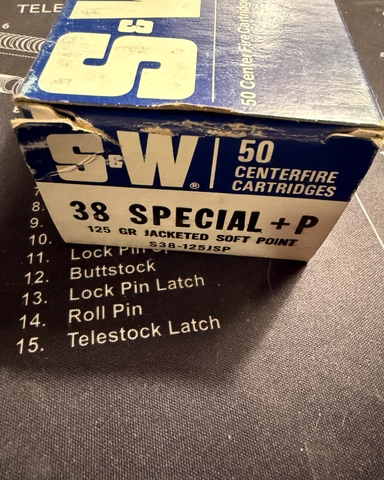 TELE
S&W
50 Center Fire Cartridges
S&W®
50
CENTERFIRE
CARTRIDGES
38 SPECIAL +P
125 GR JACKETED SOFT POINT
S38-125JSP
7.
8.
9.
10.
11. Lock Pin
12. Buttstock
13. Lock Pin Latch
14. Roll Pin
15. Telestock Latch